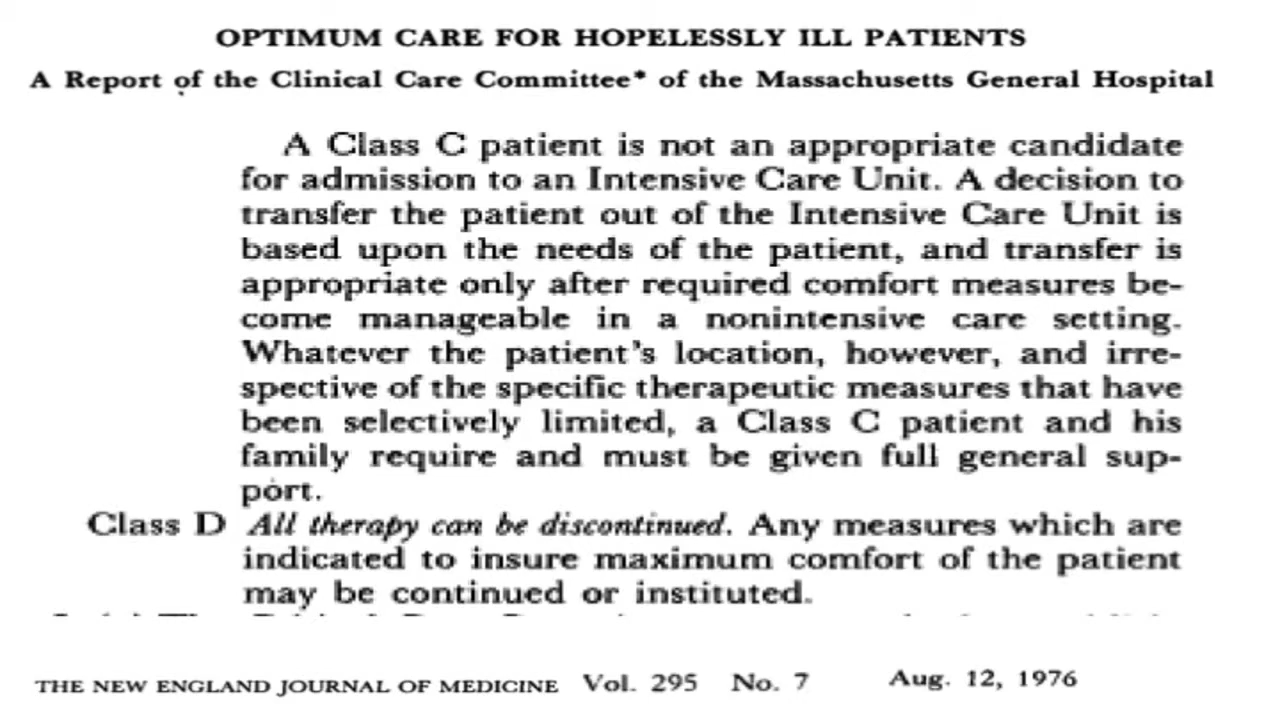 OPTIMUM CARE FOR HOPELESSLY ILL PATIENTS
A Report of the Clinical Care Committee* of the Massachusetts General Hospital
A Class C patient is not an appropriate candidate
for admission to an Intensive Care Unit. A decision to
transfer the patient out of the Intensive Care Unit is
based upon the needs of the patient, and transfer is
appropriate only after required comfort measures be-
come manageable in a nonintensive care setting.
Whatever the patient's location, however, and irre-
spective of the specific therapeutic measures that have
been selectively limited, a Class C patient and his
family require and must be given full general sup-
port.
Class D All therapy can be discontinued. Any measures which are
indicated to insure maximum comfort of the patient
may be continued or instituted.
THE NEW ENGLAND JOURNAL OF MEDICINE Vol. 295 No. 7 Aug. 12, 1976